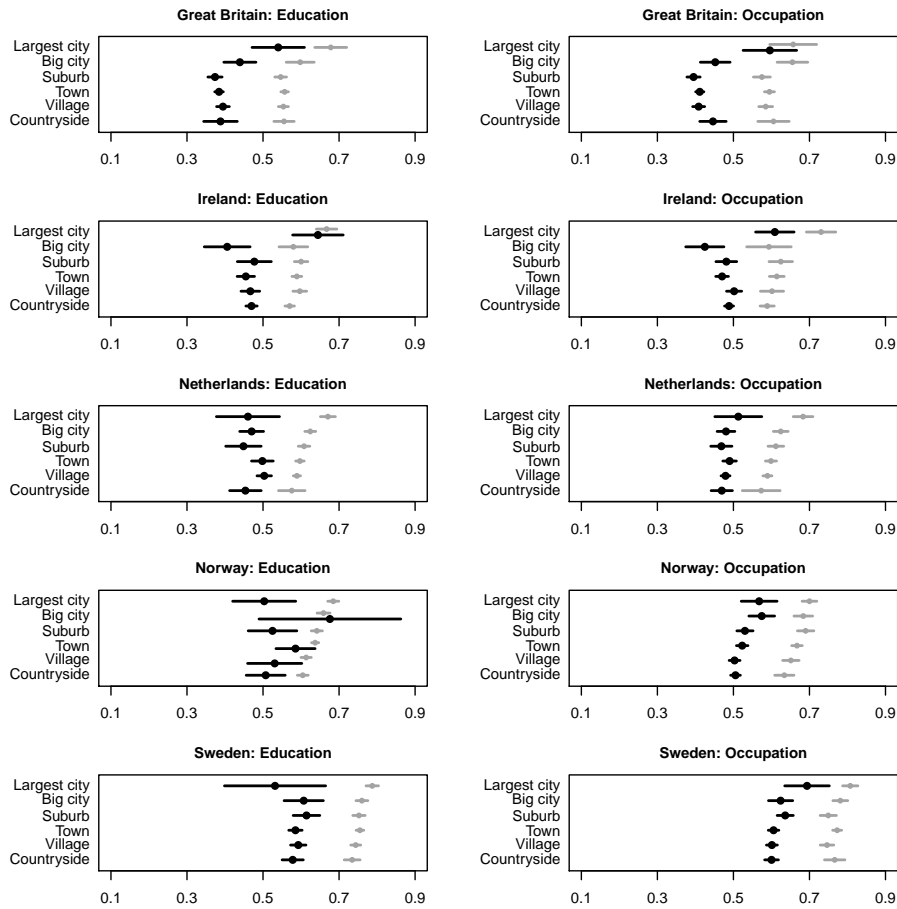 Great Britain: Education
Largest city
Big city
Suburb
Town
Village
Countryside
0.1 0.3 0.5 0.7 0.9
Great Britain: Occupation
Largest city
Big city
Suburb
Town
Village
Countryside
0.1 0.3 0.5 0.7 0.9
Ireland: Education
Largest city
Big city
Suburb
Town
Village
Countryside
0.1 0.3 0.5 0.7 0.9
Ireland: Occupation
Largest city
Big city
Suburb
Town
Village
Countryside
0.1 0.3 0.5 0.7 0.9
Netherlands: Education
Largest city
Big city
Suburb
Town
Village
Countryside
0.1 0.3 0.5 0.7 0.9
Netherlands: Occupation
Largest city
Big city
Suburb
Town
Village
Countryside
0.1 0.3 0.5 0.7 0.9
Norway: Education
Largest city
Big city
Suburb
Town
Village
Countryside
0.1 0.3 0.5 0.7 0.9
Norway: Occupation
Largest city
Big city
Suburb
Town
Village
Countryside
0.1 0.3 0.5 0.7 0.9
Sweden: Education
Largest city
Big city
Suburb
Town
Village
Countryside
0.1 0.3 0.5 0.7 0.9
Sweden: Occupation
Largest city
Big city
Suburb
Town
Village
Countryside
0.1 0.3 0.5 0.7 0.9